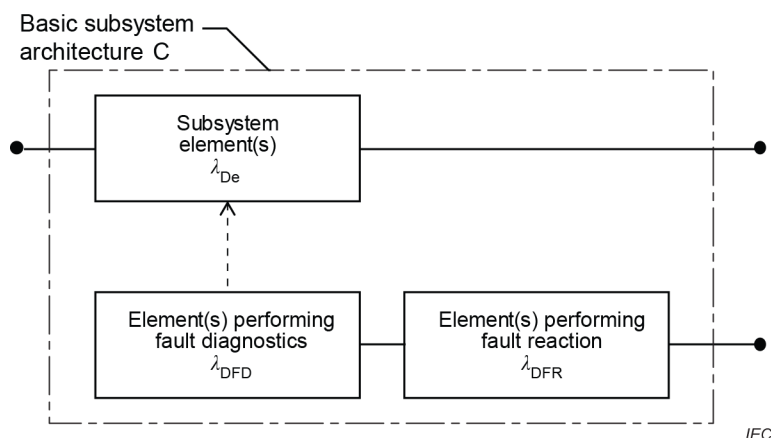 Basic subsystem
architecture C
Subsystem
element(s)
λDe
Element(s) performing
fault diagnostics
λDFD
Element(s) performing
fault reaction
λDFR
IEC